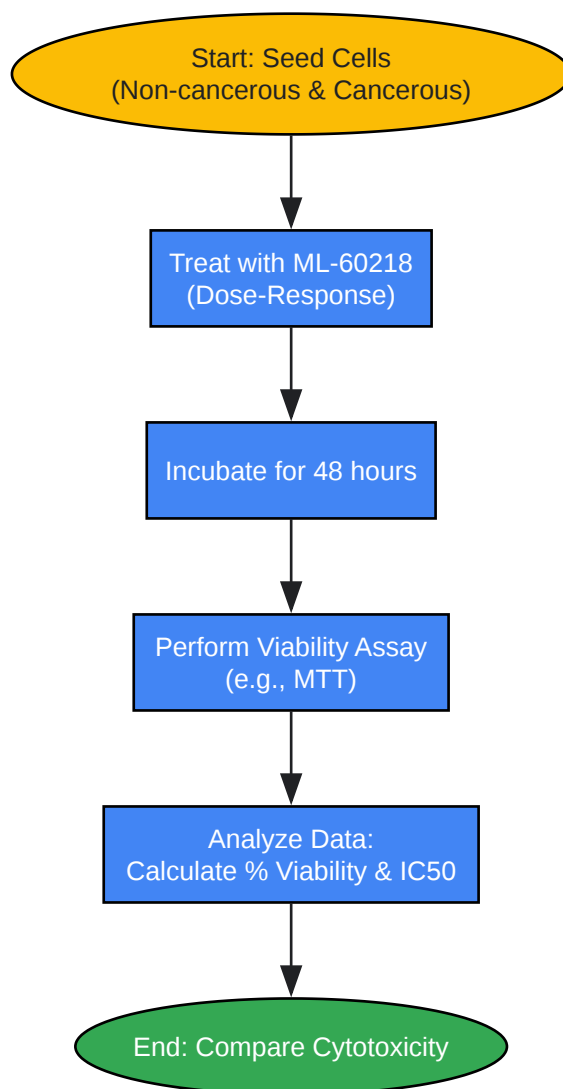 Start: Seed Cells
(Non-cancerous & Cancerous)
Treat with ML-60218
(Dose-Response)
Incubate for 48 hours
Perform Viability Assay
(e.g., MTT)
Analyze Data:
Calculate % Viability & IC50
End: Compare Cytotoxicity